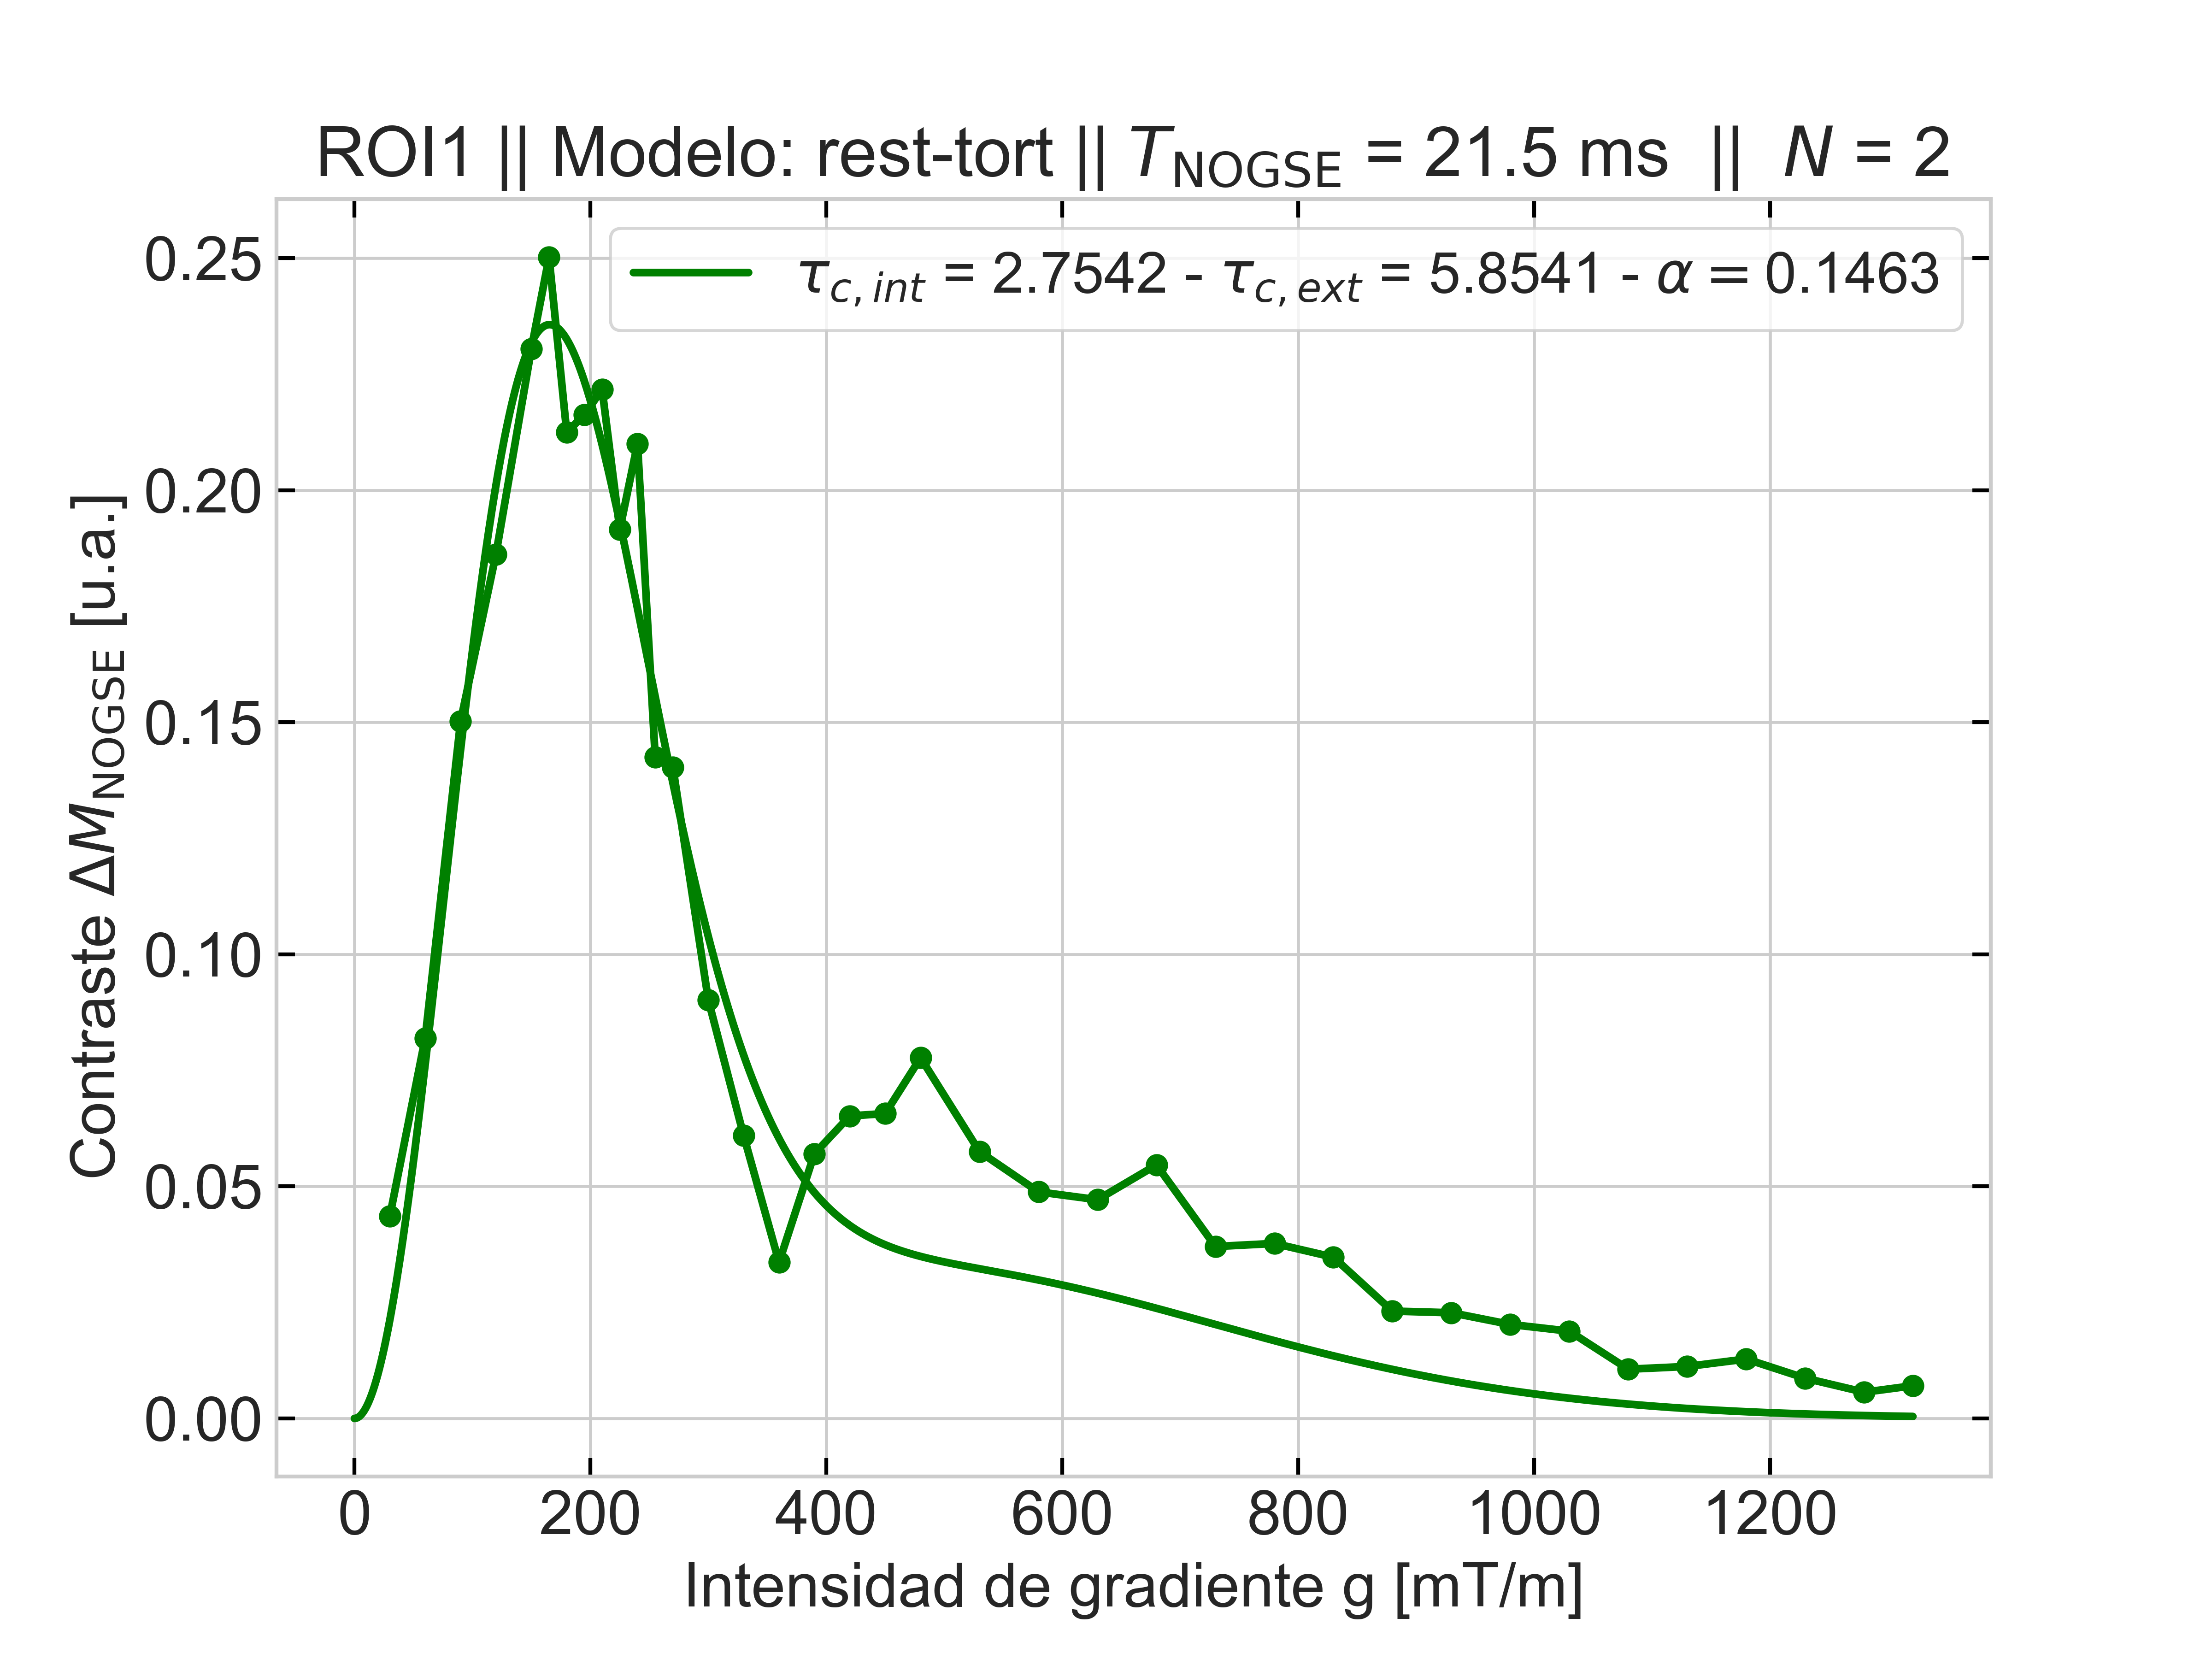 ROI1 || Modelo: rest-tort || T_NOGSE = 21.5 ms || N = 2
τ_c,int = 2.7542 - τ_c,ext = 5.8541 - α = 0.1463
Contraste ΔM_NOGSE [u.a.]
0.25
0.20
0.15
0.10
0.05
0.00
0 200 400 600 800 1000 1200
Intensidad de gradiente g [mT/m]